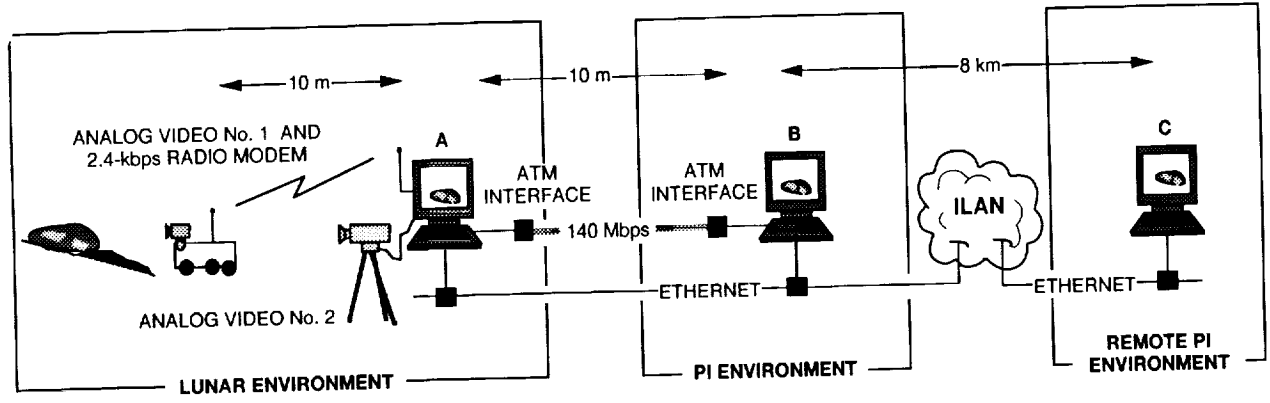 10 m
10 m
8 km
ANALOG VIDEO No. 1 AND
2.4-kbps RADIO MODEM
A
B
C
ATM
INTERFACE
ATM
INTERFACE
ILAN
140 Mbps
ETHERNET
ETHERNET
ANALOG VIDEO No. 2
LUNAR ENVIRONMENT
PI ENVIRONMENT
REMOTE PI
ENVIRONMENT